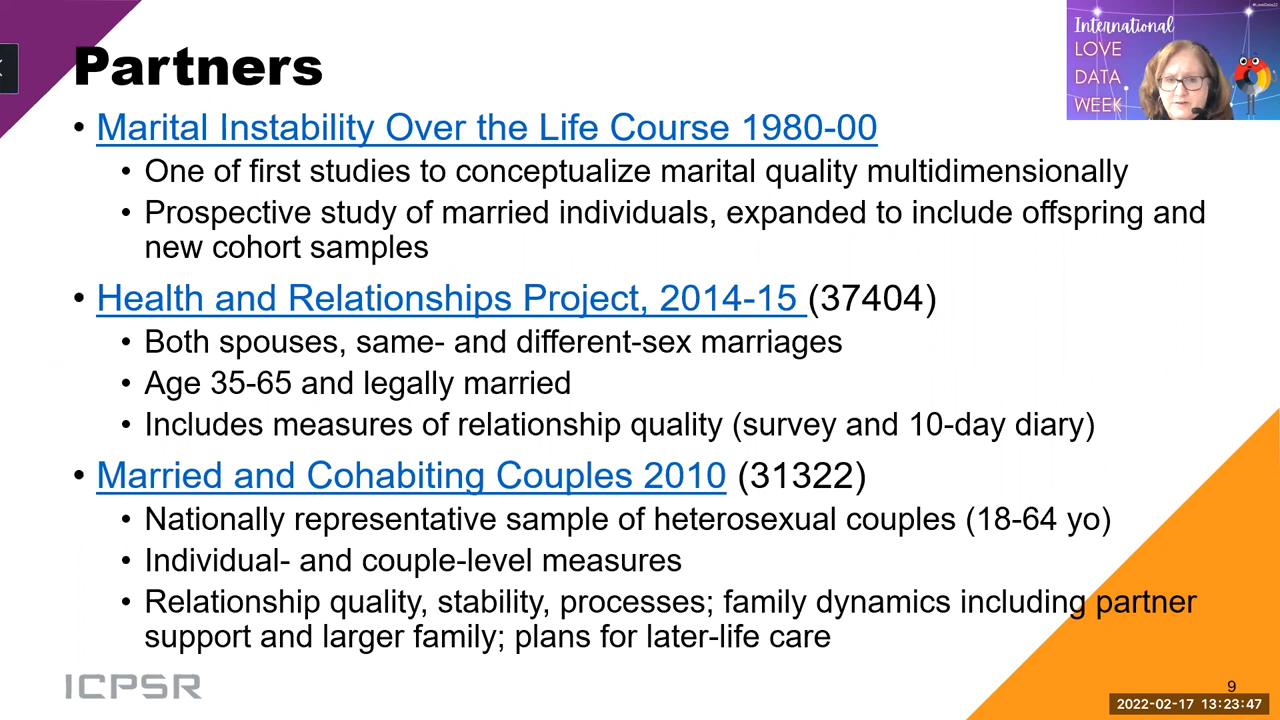 Partners
• Marital Instability Over the Life Course 1980-00
• One of first studies to conceptualize marital quality multidimensionally
• Prospective study of married individuals, expanded to include offspring and
new cohort samples
• Health and Relationships Project, 2014-15 (37404)
• Both spouses, same- and different-sex marriages
• Age 35-65 and legally married
• Includes measures of relationship quality (survey and 10-day diary)
• Married and Cohabiting Couples 2010 (31322)
• Nationally representative sample of heterosexual couples (18-64 yo)
• Individual- and couple-level measures
• Relationship quality, stability, processes; family dynamics including partner
support and larger family; plans for later-life care
ICPSR
9
2022-02-17 13:23:47
International
LOVE
DATA
WEEK